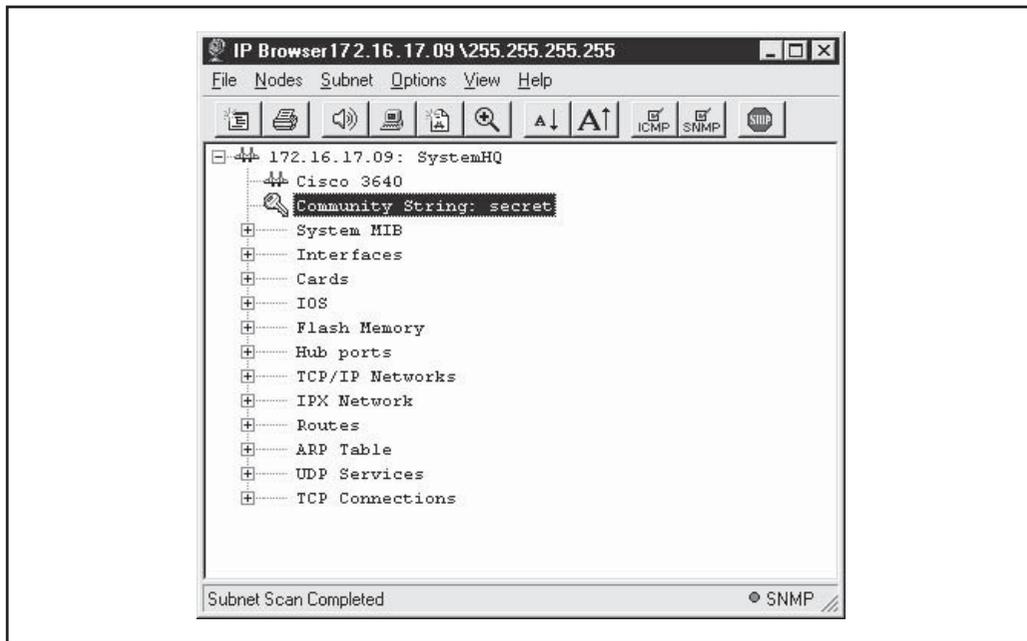 IP Browser172.16.17.09\255.255.255.255
File Nodes Subnet Options View Help
A A ICMP SNMP STOP
172.16.17.09: SystemHQ
Cisco 3640
Community String: secret
System MIB
Interfaces
Cards
IOS
Flash Memory
Hub ports
TCP/IP Networks
IPX Network
Routes
ARP Table
UDP Services
TCP Connections
Subnet Scan Completed SNMP